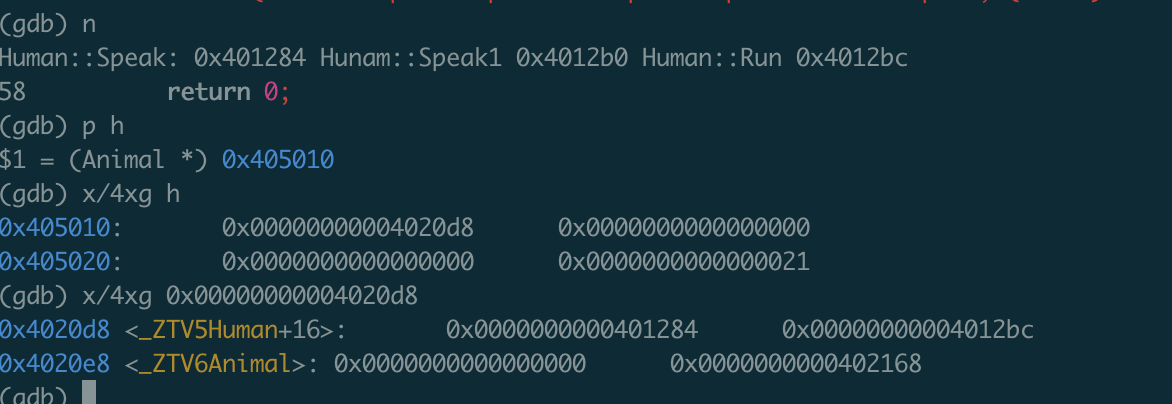 (gdb) n
Human::Speak: 0x401284 Hunam::Speak1 0x4012b0 Human::Run 0x4012bc
58 return 0;
(gdb) p h
$1 = (Animal *) 0x405010
(gdb) x/4xg h
0x405010: 0x00000000004020d8 0x0000000000000000
0x405020: 0x0000000000000000 0x0000000000000021
(gdb) x/4xg 0x00000000004020d8
0x4020d8 <_ZTV5Human+16>: 0x0000000000401284 0x00000000004012bc
0x4020e8 <_ZTV6Animal>: 0x0000000000000000 0x0000000000402168
(gdb)